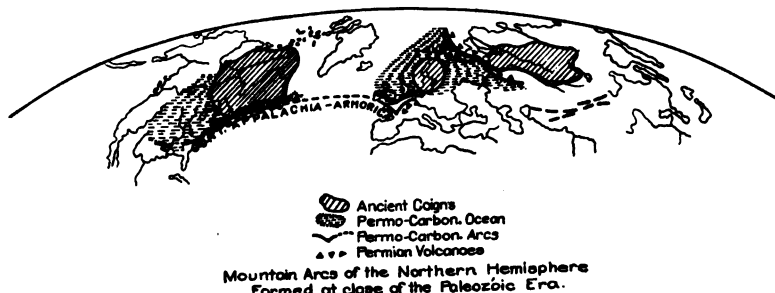 APPALACHIA-ARMORICA
Ancient Coigns
Permo-Carbon. Ocean
Permo-Carbon. Arcs
Permian Volcanoes
Mountain Arcs of the Northern Hemisphere
Formed at close of the Paleozoic Era.